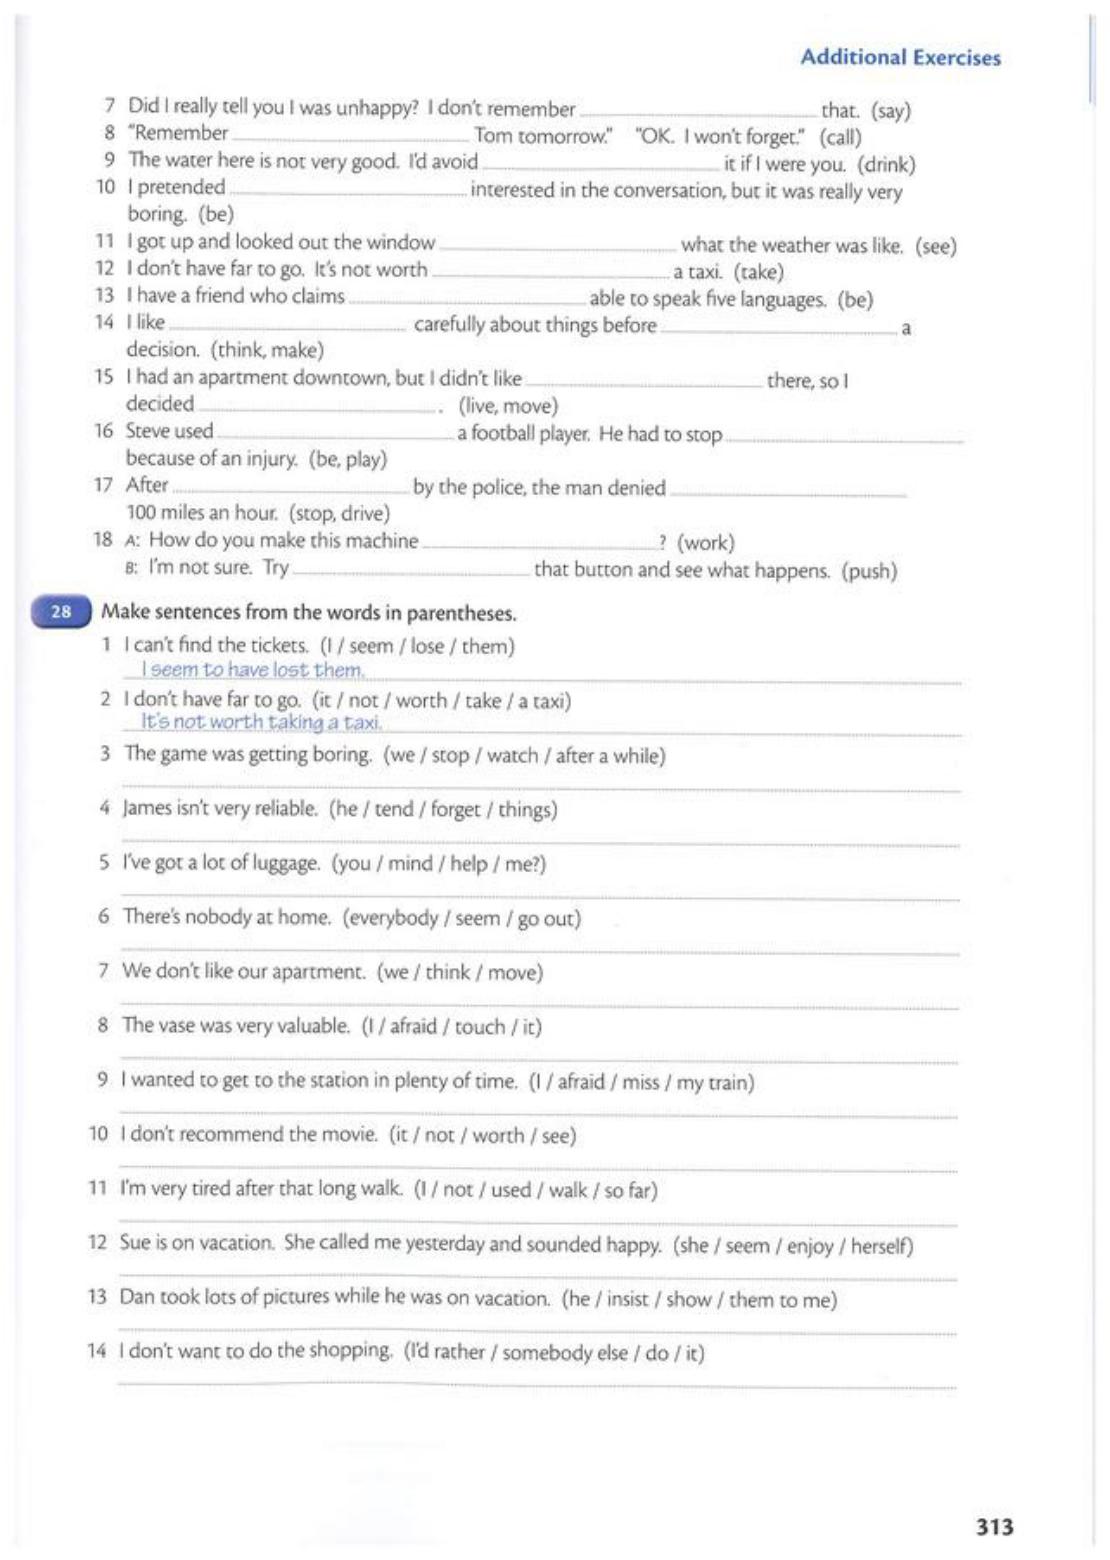 Additional Exercises
7 Did I really tell you I was unhappy? I don't remember ____ that. (say)
8 "Remember ____ Tom tomorrow." "OK. I won't forget." (call)
9 The water here is not very good. I'd avoid ____ it if I were you. (drink)
10 I pretended ____ interested in the conversation, but it was really very
boring. (be)
11 I got up and looked out the window ____ what the weather was like. (see)
12 I don't have far to go. It's not worth ____ a taxi. (take)
13 I have a friend who claims ____ able to speak five languages. (be)
14 I like ____ carefully about things before ____ a
decision. (think, make)
15 I had an apartment downtown, but I didn't like ____ there, so I
decided ____ . (live, move)
16 Steve used ____ a football player. He had to stop ____
because of an injury. (be, play)
17 After ____ by the police, the man denied ____
100 miles an hour. (stop, drive)
18 A: How do you make this machine ____ ? (work)
B: I'm not sure. Try ____ that button and see what happens. (push)
28 Make sentences from the words in parentheses.
1 I can't find the tickets. (I / seem / lose / them)
I seem to have lost them.
2 I don't have far to go. (it / not / worth / take / a taxi)
It's not worth taking a taxi.
3 The game was getting boring. (we / stop / watch / after a while)
4 James isn't very reliable. (he / tend / forget / things)
5 I've got a lot of luggage. (you / mind / help / me?)
6 There's nobody at home. (everybody / seem / go out)
7 We don't like our apartment. (we / think / move)
8 The vase was very valuable. (I / afraid / touch / it)
9 I wanted to get to the station in plenty of time. (I / afraid / miss / my train)
10 I don't recommend the movie. (it / not / worth / see)
11 I'm very tired after that long walk. (I / not / used / walk / so far)
12 Sue is on vacation. She called me yesterday and sounded happy. (she / seem / enjoy / herself)
13 Dan took lots of pictures while he was on vacation. (he / insist / show / them to me)
14 I don't want to do the shopping. (I'd rather / somebody else / do / it)
313